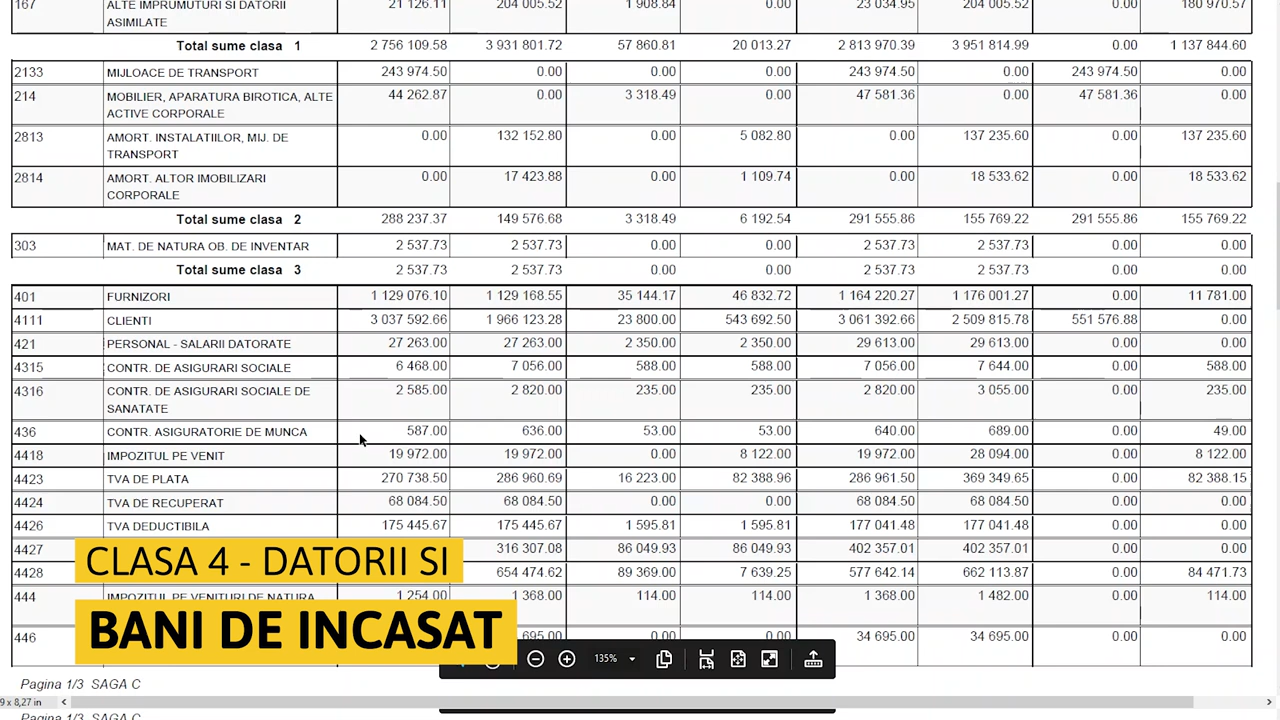 167 ALTE IMPRUMUTURI SI DATORII 21 126.11 204 005.52 1 908.84 0.00 23 034.95 204 005.52 0.00 180 970.57
ASIMILATE
Total sume clasa 1 2 756 109.58 3 931 801.72 57 860.81 20 013.27 2 813 970.39 3 951 814.99 0.00 1 137 844.60
2133 MIJLOACE DE TRANSPORT 243 974.50 0.00 0.00 0.00 243 974.50 0.00 243 974.50 0.00
214 MOBILIER, APARATURA BIROTICA, ALTE 44 262.87 0.00 3 318.49 0.00 47 581.36 0.00 47 581.36 0.00
ACTIVE CORPORALE
2813 AMORT. INSTALATIILOR, MIJ. DE 0.00 132 152.80 0.00 5 082.80 0.00 137 235.60 0.00 137 235.60
TRANSPORT
2814 AMORT. ALTOR IMOBILIZARI 0.00 17 423.88 0.00 1 109.74 0.00 18 533.62 0.00 18 533.62
CORPORALE
Total sume clasa 2 288 237.37 149 576.68 3 318.49 6 192.54 291 555.86 155 769.22 291 555.86 155 769.22
303 MAT. DE NATURA OB. DE INVENTAR 2 537.73 2 537.73 0.00 0.00 2 537.73 2 537.73 0.00 0.00
Total sume clasa 3 2 537.73 2 537.73 0.00 0.00 2 537.73 2 537.73 0.00 0.00
401 FURNIZORI 1 129 076.10 1 129 168.55 35 144.17 46 832.72 1 164 220.27 1 176 001.27 0.00 11 781.00
4111 CLIENTI 3 037 592.66 1 966 123.28 23 800.00 543 692.50 3 061 392.66 2 509 815.78 551 576.88 0.00
421 PERSONAL - SALARII DATORATE 27 263.00 27 263.00 2 350.00 2 350.00 29 613.00 29 613.00 0.00 0.00
4315 CONTR. DE ASIGURARI SOCIALE 6 468.00 7 056.00 588.00 588.00 7 056.00 7 644.00 0.00 588.00
4316 CONTR. DE ASIGURARI SOCIALE DE 2 585.00 2 820.00 235.00 235.00 2 820.00 3 055.00 0.00 235.00
SANATATE
436 CONTR. ASIGURATORIE DE MUNCA 587.00 636.00 53.00 53.00 640.00 689.00 0.00 49.00
4418 IMPOZITUL PE VENIT 19 972.00 19 972.00 0.00 8 122.00 19 972.00 28 094.00 0.00 8 122.00
4423 TVA DE PLATA 270 738.50 286 960.69 16 223.00 82 388.96 286 961.50 369 349.65 0.00 82 388.15
4424 TVA DE RECUPERAT 68 084.50 68 084.50 0.00 0.00 68 084.50 68 084.50 0.00 0.00
4426 TVA DEDUCTIBILA 175 445.67 175 445.67 1 595.81 1 595.81 177 041.48 177 041.48 0.00 0.00
4427 316 307.08 86 049.93 86 049.93 402 357.01 402 357.01 0.00 0.00
4428 654 474.62 89 369.00 7 639.25 577 642.14 662 113.87 0.00 84 471.73
444 IMPOZITUL PE VENITURI DE NATURA 1 254.00 1 368.00 114.00 114.00 1 368.00 1 482.00 0.00 114.00
446 695.00 0.00 0.00 34 695.00 34 695.00 0.00 0.00
CLASA 4 - DATORII SI
BANI DE INCASAT
135%
Pagina 1/3 SAGA C
9 x 8,27 in
Pagina 1/3 SAGA C